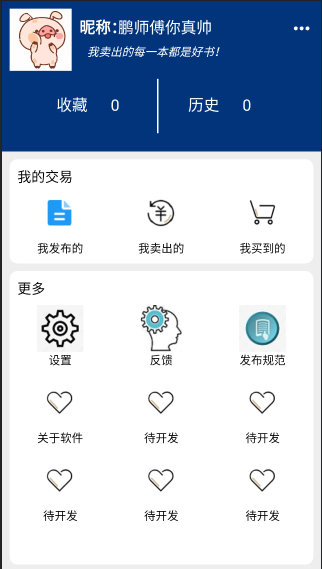 昵称:鹏师傅你真帅
我卖出的每一本都是好书！
收藏 0 历史 0
我的交易
我发布的 我卖出的 我买到的
更多
设置 反馈 发布规范
关于软件 待开发 待开发
待开发 待开发 待开发